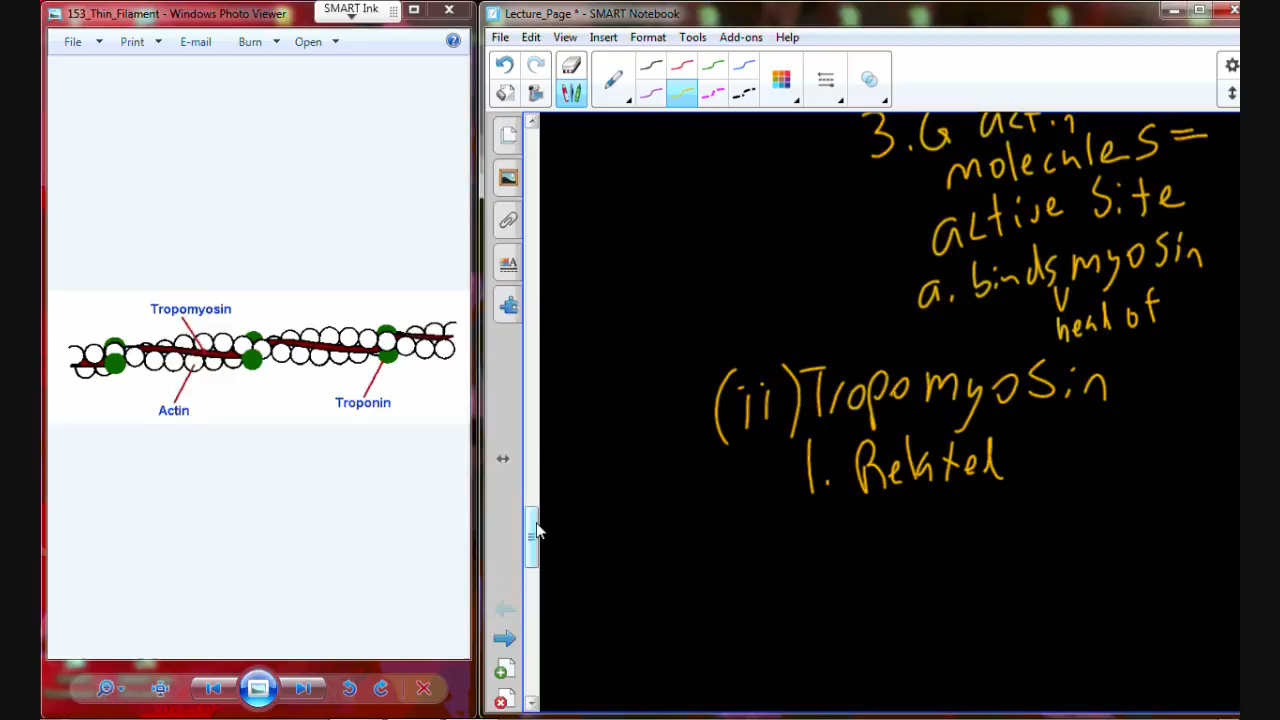 153_Thin_Filament - Windows Photo Viewer
SMART Ink
File Print E-mail Burn Open
Tropomyosin
Actin
Troponin
Lecture_Page * - SMART Notebook
File Edit View Insert Format Tools Add-ons Help
3. G actin
molecules =
active site
a. binds myosin
head of
(ii) Tropomyosin
1. Related